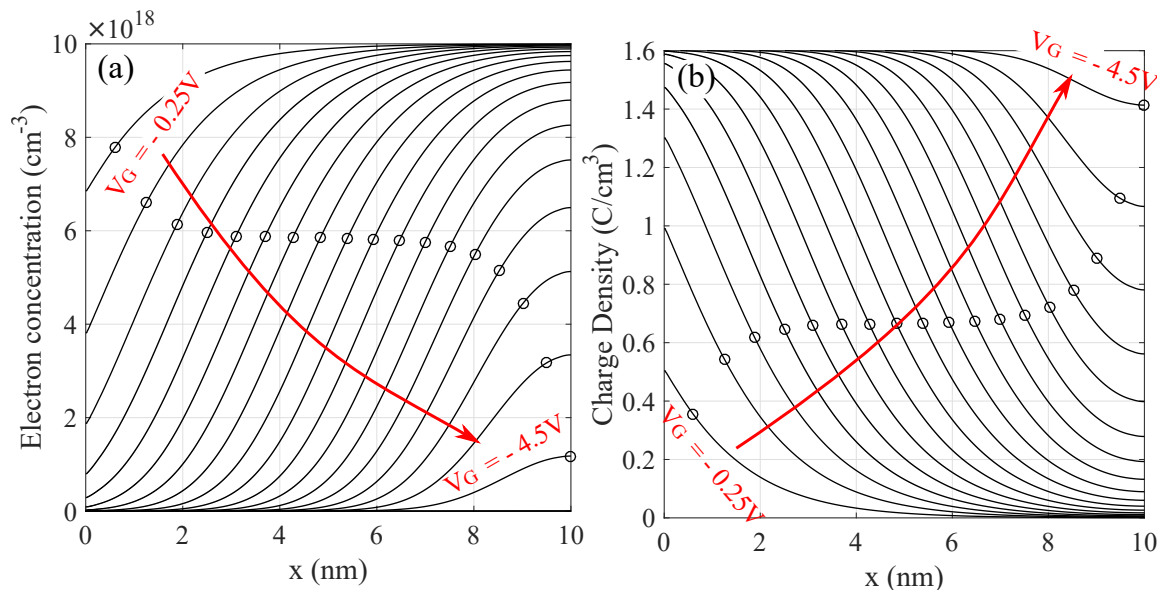 ×10^18
(a)
10
8
6
4
2
0
Electron concentration (cm^-3)
V_G = - 0.25V
V_G = - 4.5V
0 2 4 6 8 10
x (nm)
(b)
1.6
1.4
1.2
1
0.8
0.6
0.4
0.2
0
Charge Density (C/cm^3)
V_G = - 4.5V
V_G = - 0.25V
0 2 4 6 8 10
x (nm)